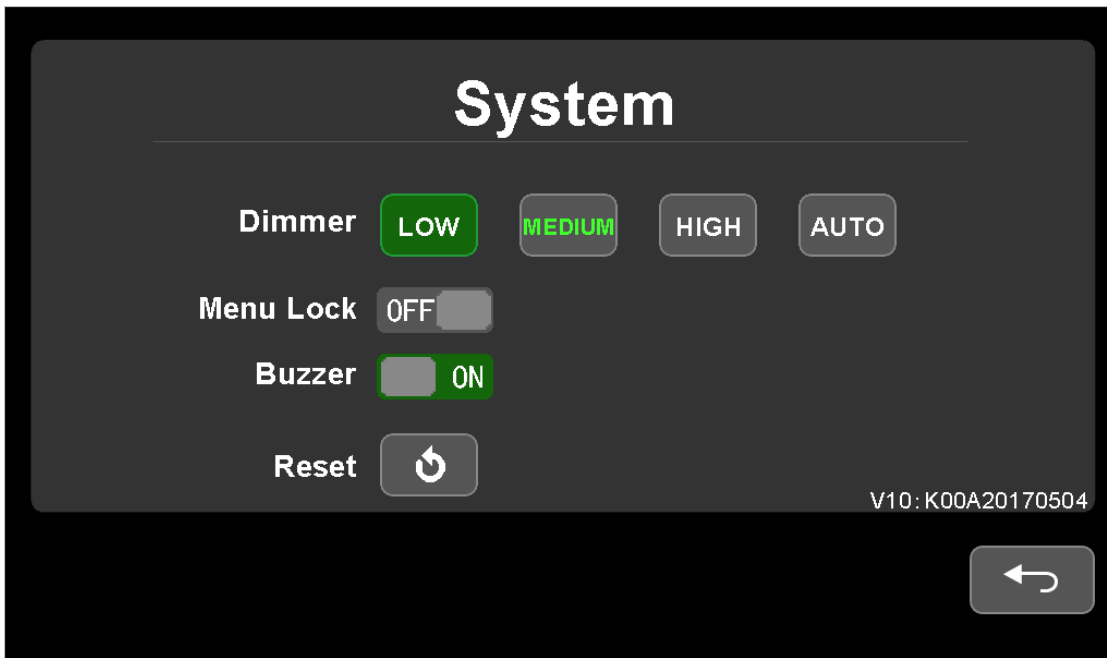 System
Dimmer LOW MEDIUM HIGH AUTO
Menu Lock OFF
Buzzer ON
Reset
V10:K00A20170504